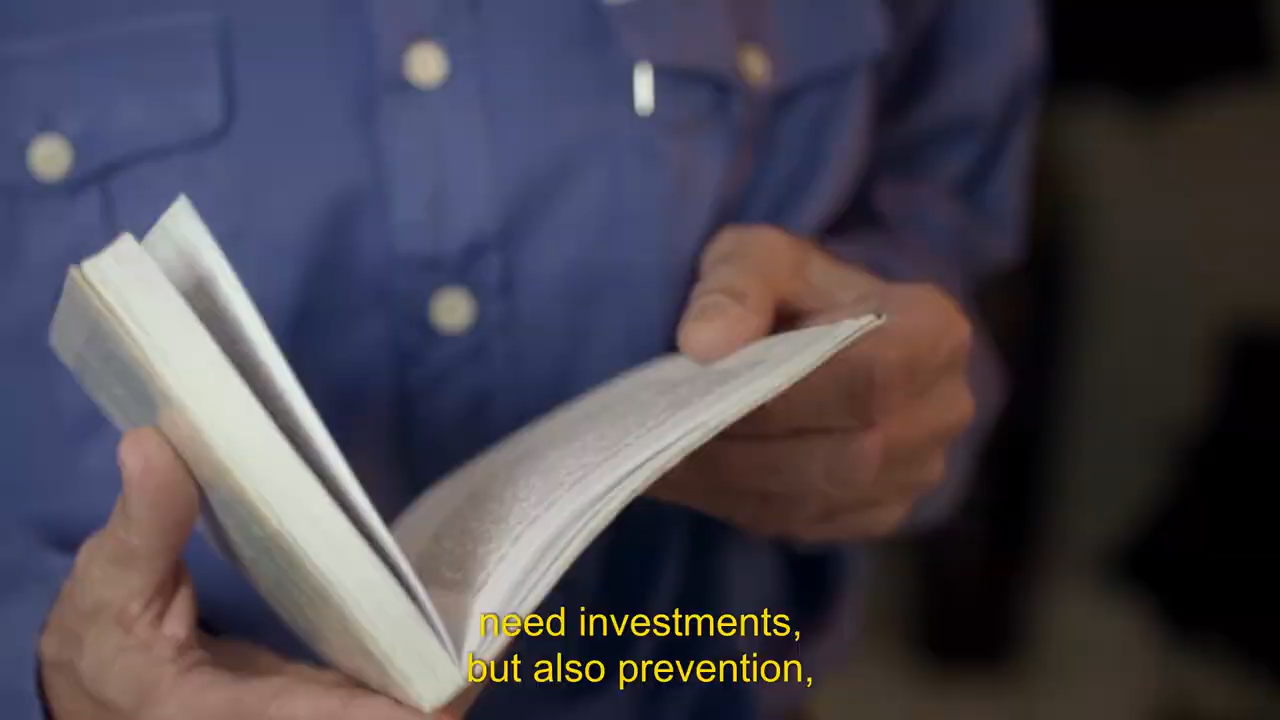 need investments,
but also prevention,